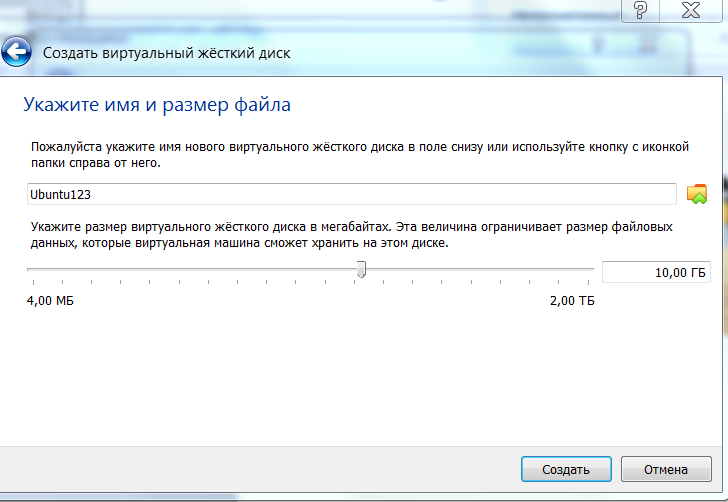 Создать виртуальный жёсткий диск
Укажите имя и размер файла
Пожалуйста укажите имя нового виртуального жёсткого диска в поле снизу или используйте кнопку с иконкой
папки справа от него.
Ubuntu123
Укажите размер виртуального жёсткого диска в мегабайтах. Эта величина ограничивает размер файловых
данных, которые виртуальная машина сможет хранить на этом диске.
10,00 ГБ
4,00 МБ 2,00 ТБ
Создать Отмена